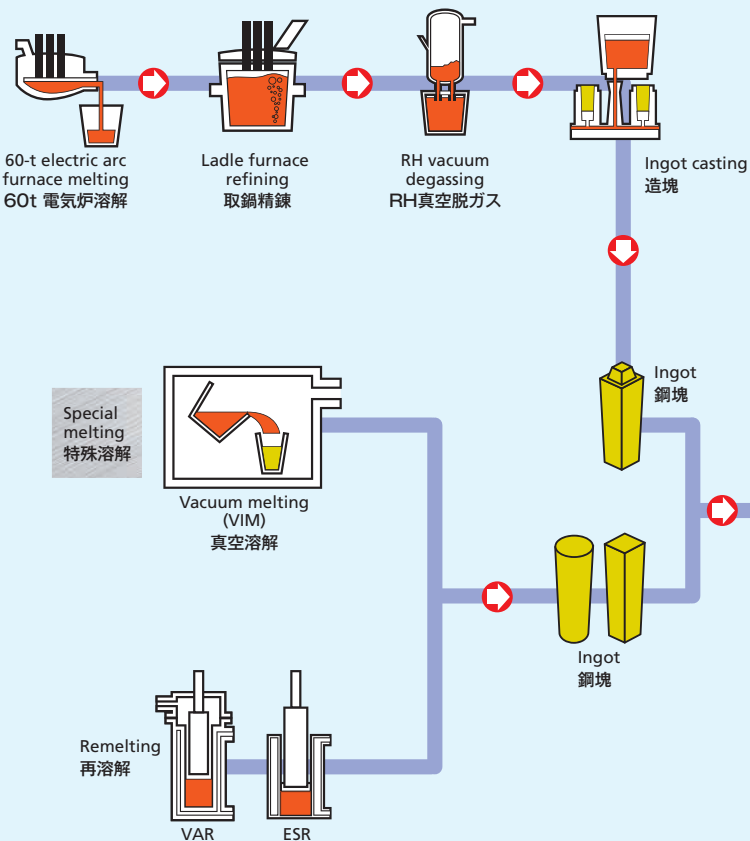 60-t electric arc
furnace melting
60t 電気炉溶解
Ladle furnace
refining
取鍋精錬
RH vacuum
degassing
RH真空脱ガス
Ingot casting
造塊
Ingot
鋼塊
Special
melting
特殊溶解
Vacuum melting
(VIM)
真空溶解
Ingot
鋼塊
Remelting
再溶解
VAR
ESR